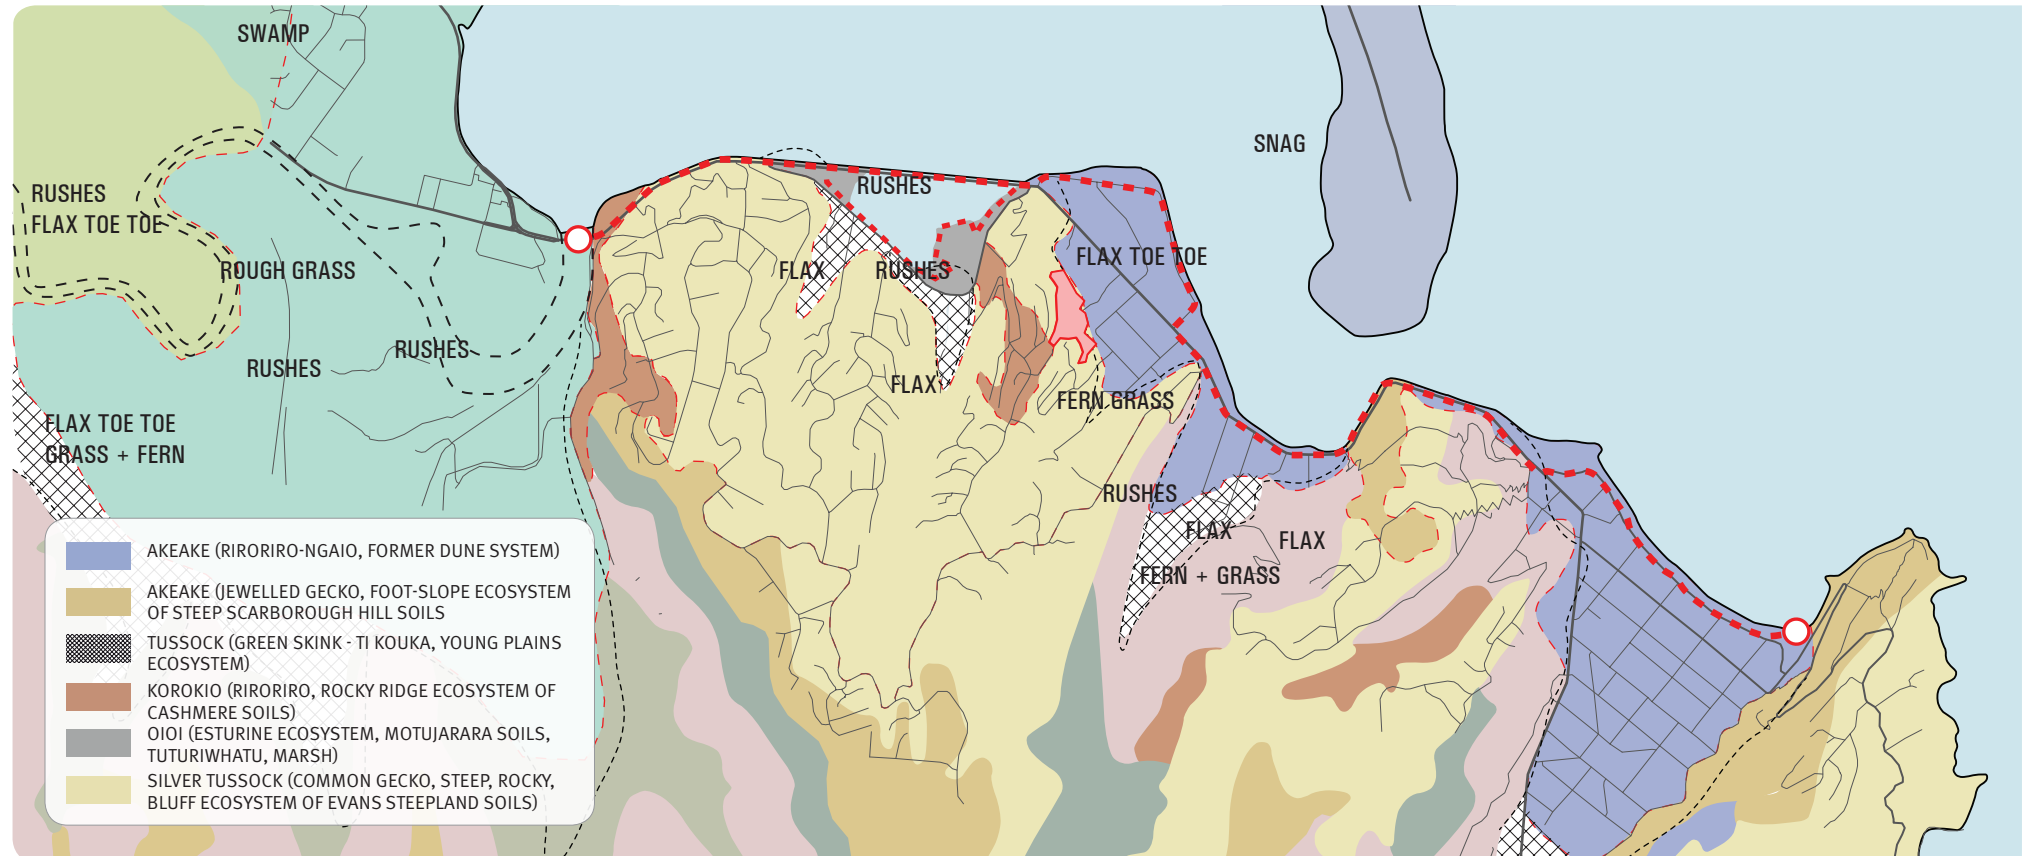 SWAMP
SNAG
RUSHES
FLAX TOE TOE
RUSHES
ROUGH GRASS
FLAX
RUSHES
FLAX TOE TOE
RUSHES
RUSHES
FLAX
FERN GRASS
FLAX TOE TOE
GRASS + FERN
RUSHES
FLAX
FLAX
FERN + GRASS
AKEAKE (RIRORIRO-NGAIO, FORMER DUNE SYSTEM)
AKEAKE (JEWELLED GECKO, FOOT-SLOPE ECOSYSTEM
OF STEEP SCARBOROUGH HILL SOILS
TUSSOCK (GREEN SKINK - TI KOUKA, YOUNG PLAINS
ECOSYSTEM)
KOROKIO (RIRORIRO, ROCKY RIDGE ECOSYSTEM OF
CASHMERE SOILS)
OIOI (ESTURINE ECOSYSTEM, MOTUJARARA SOILS,
TUTURIWHATU, MARSH)
SILVER TUSSOCK (COMMON GECKO, STEEP, ROCKY,
BLUFF ECOSYSTEM OF EVANS STEEPLAND SOILS)